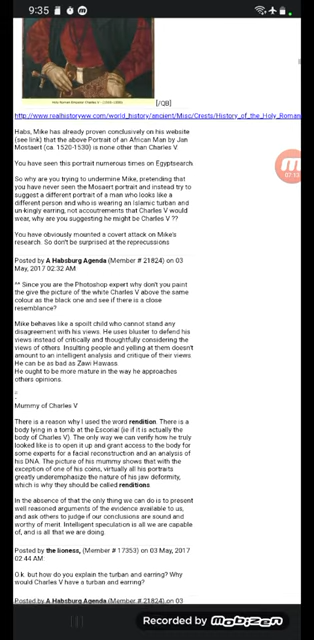 9:35
[/QB]
http://www.realhistoryww.com/world_history/ancient/Misc/Crests/History_of_the_Holy_Roman
Habs, Mike has already proven conclusively on his website
(see link) that the above Portrait of an African Man by Jan
Mostaert (ca. 1520-1530) is none other than Charles V
You have seen this portrait numerous times on Egyptsearch
So why are you trying to undermine Mike, pretending that
you have never seen the Mosaert portrait and instead try to
suggest a different portrait of a man who looks like a
different person and who is wearing an Islamic turban and
un-kingly earring, not accoutrements that Charles V would
wear, why are you suggesting he might be Charles V ??
You have obviously mounted a covert attack on Mike's
research. So don't be surprised at the reprecussions
Posted by A Habsburg Agenda (Member # 21824) on 03
May, 2017 02:32 AM:
^^ Since you are the Photoshop expert why don't you paint
the give the picture of the white Charles V above the same
colour as the black one and see if there is a close
resemblance?
Mike behaves like a spoilt child who cannot stand any
disagreement with his views. He uses bluster to defend his
views instead of critically and thoughtfully considering the
views of others. Insulting people and yelling at them doesn't
amount to an intelligent analysis and critique of their views.
He can be as bad as Zawi Hawass.
He ought to be more mature in the way he approaches
others opinions.
Mummy of Charles V
There is a reason why I used the word rendition. There is a
body lying in a tomb at the Escorial (ie if it is actually the
body of Charles V). The only way we can verify how he truly
looked like is to open it up and grant access to the body for
some experts for a facial reconstruction and an analysis of
his DNA. The picture of his mummy shows that with the
exception of one of his coins, virtually all his portraits
greatly underemphasize the nature of his jaw deformity,
which is why they should be called renditions.
In the absence of that the only thing we can do is to present
well reasoned arguments of the evidence available to us,
and ask others to judge if our conclusions are sound and
worthy of merit. Intelligent speculation is all we are capable
of, and is all that we are doing.
Posted by the lioness, (Member # 17353) on 03 May, 2017
02:44 AM:
O.k. but how do you explain the turban and earring? Why
would Charles V have a turban and earring?
Posted by A Habsburg Agenda (Member # 21824) on 03
Recorded by Mobizen